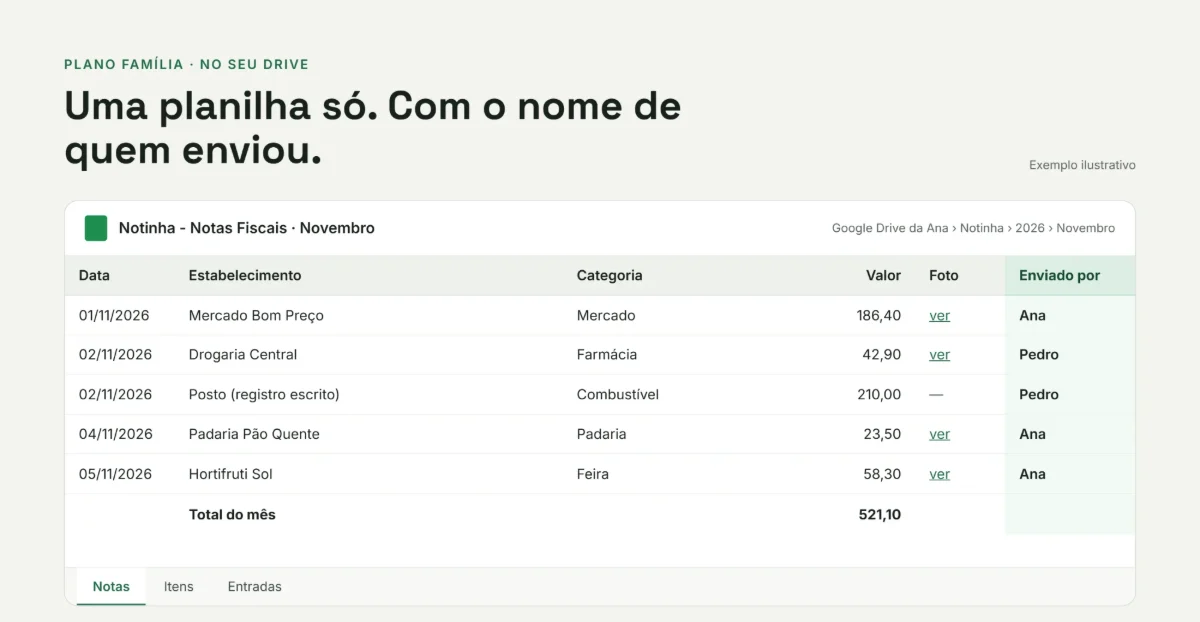 PLANO FAMÍLIA · NO SEU DRIVE
Uma planilha só. Com o nome de
quem enviou.
Exemplo ilustrativo
Notinha - Notas Fiscais · Novembro
Google Drive da Ana › Notinha › 2026 › Novembro
Data Estabelecimento Categoria Valor Foto Enviado por
01/11/2026 Mercado Bom Preço Mercado 186,40 ver Ana
02/11/2026 Drogaria Central Farmácia 42,90 ver Pedro
02/11/2026 Posto (registro escrito) Combustível 210,00 — Pedro
04/11/2026 Padaria Pão Quente Padaria 23,50 ver Ana
05/11/2026 Hortifruti Sol Feira 58,30 ver Ana
Total do mês 521,10
Notas Itens Entradas